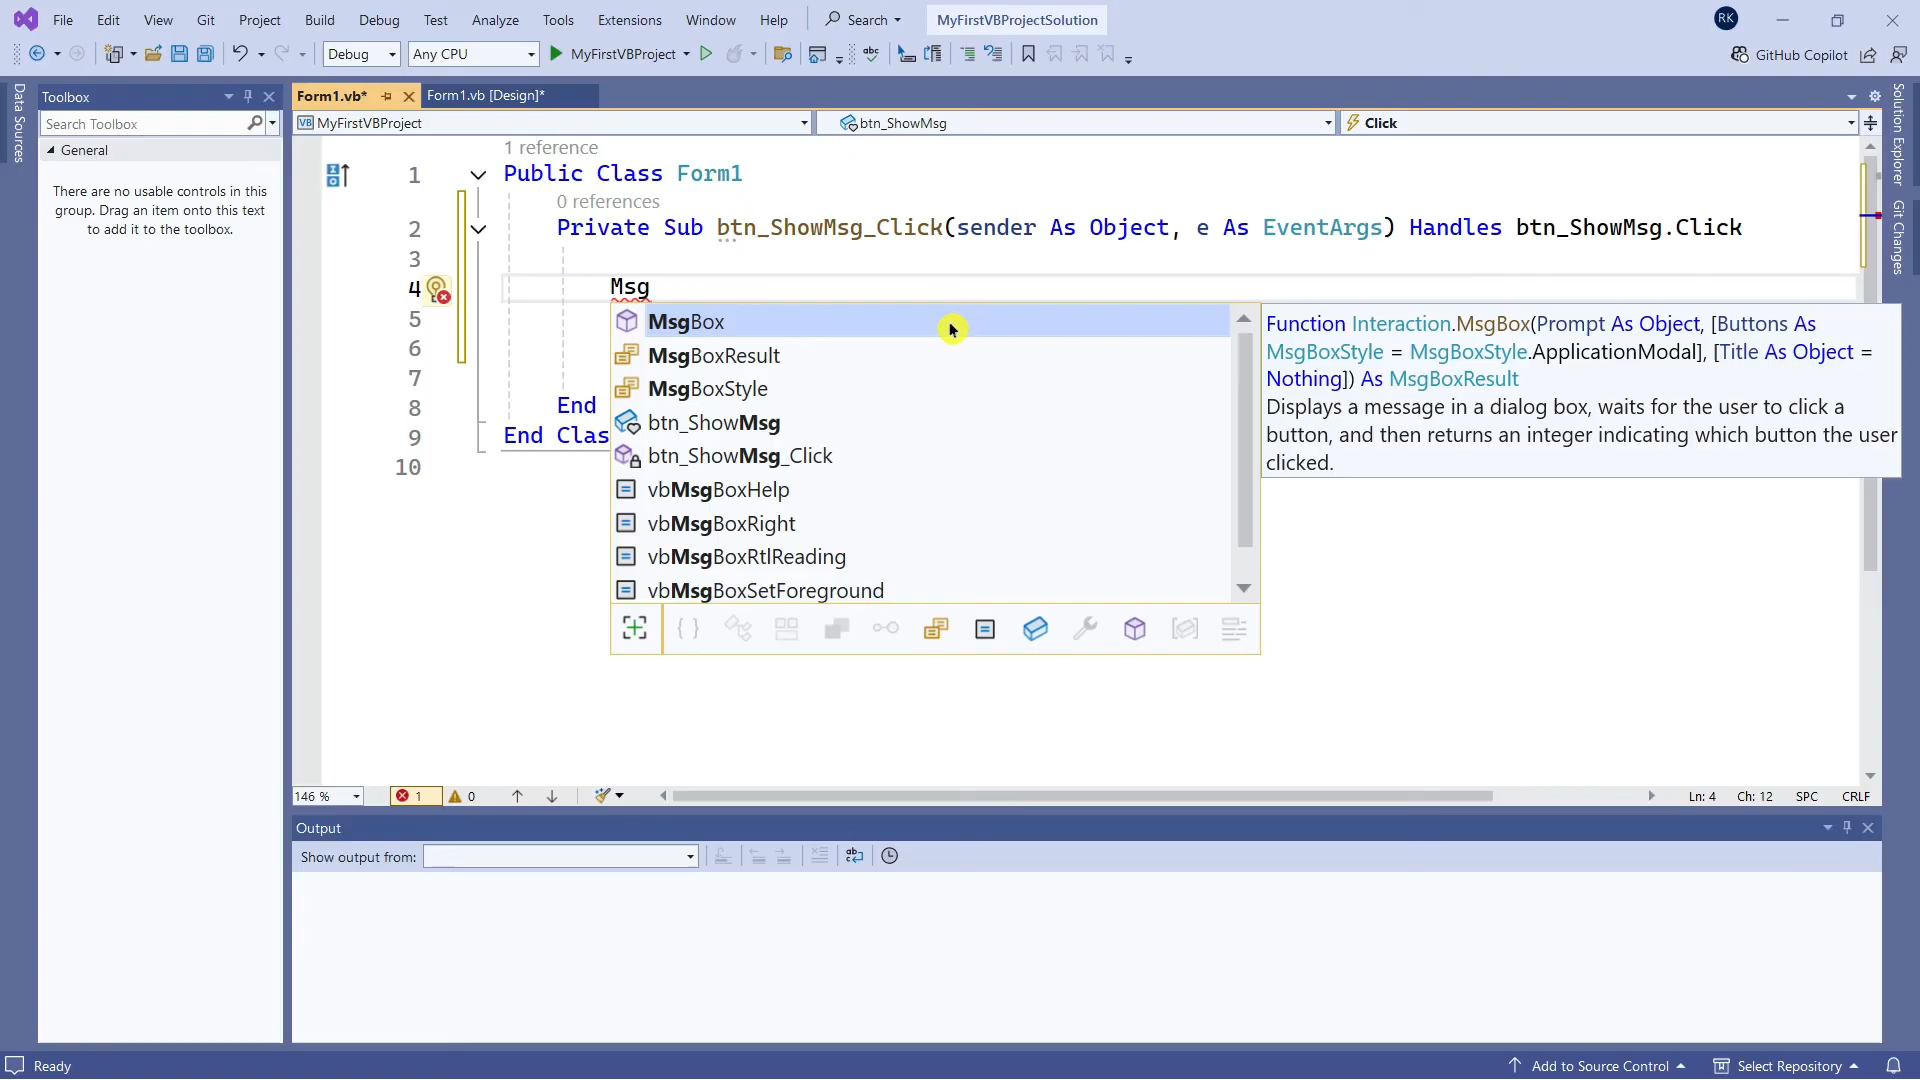 File Edit View Git Project Build Debug Test Analyze Tools Extensions Window Help Search MyFirstVBProjectSolution RK
Debug Any CPU MyFirstVBProject abc GitHub Copilot
Data Sources
Toolbox
Search Toolbox
General
There are no usable controls in this
group. Drag an item onto this text
to add it to the toolbox.
Form1.vb* Form1.vb [Design]*
VB MyFirstVBProject btn_ShowMsg Click
1 reference
1 Public Class Form1
0 references
2 Private Sub btn_ShowMsg_Click(sender As Object, e As EventArgs) Handles btn_ShowMsg.Click
3
4 Msg
5
6
7
8 End
9 End Clas
10
MsgBox
MsgBoxResult
MsgBoxStyle
btn_ShowMsg
btn_ShowMsg_Click
vbMsgBoxHelp
vbMsgBoxRight
vbMsgBoxRtlReading
vbMsgBoxSetForeground
Function Interaction.MsgBox(Prompt As Object, [Buttons As
MsgBoxStyle = MsgBoxStyle.ApplicationModal], [Title As Object =
Nothing]) As MsgBoxResult
Displays a message in a dialog box, waits for the user to click a
button, and then returns an integer indicating which button the user
clicked.
Solution Explorer
Git Changes
146 % 1 0 Ln: 4 Ch: 12 SPC CRLF
Output
Show output from:
Ready Add to Source Control Select Repository